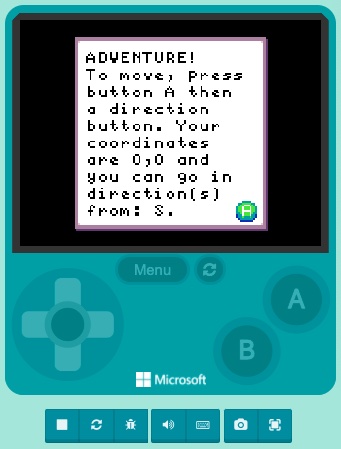 ADVENTURE!
To move, press
button A then
a direction
button. Your
coordinates
are 0,0 and
you can go in
direction(s)
from: S.
A
Menu
A
B
Microsoft